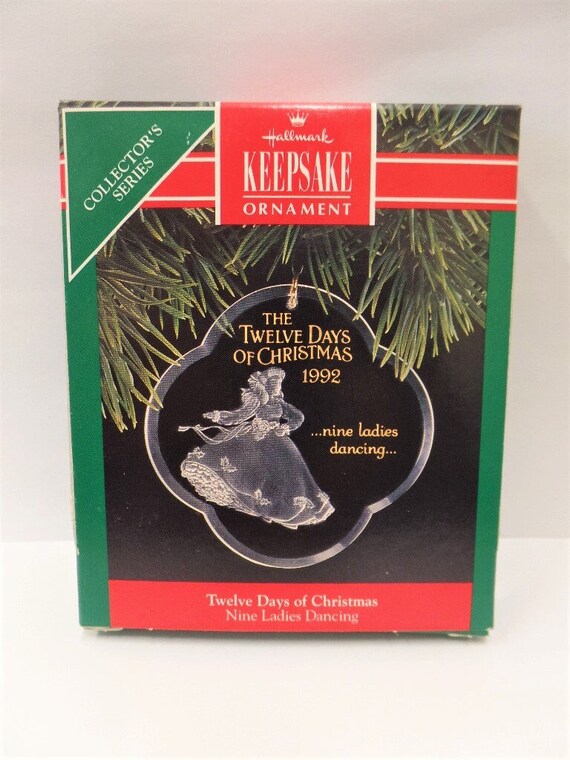 COLLECTOR'S
SERIES
Hallmark
KEEPSAKE
ORNAMENT
THE
TWELVE DAYS
OF CHRISTMAS
1992
...nine ladies
dancing...
Twelve Days of Christmas
Nine Ladies Dancing